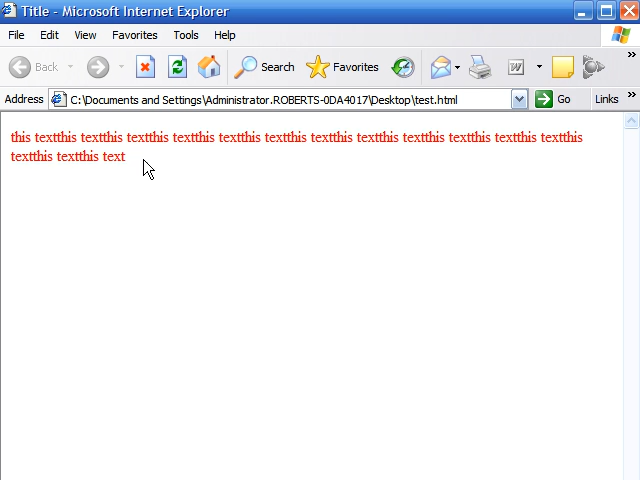 Title - Microsoft Internet Explorer
File Edit View Favorites Tools Help
Back Search Favorites W
Address C:\Documents and Settings\Administrator.ROBERTS-0DA4017\Desktop\test.html Go Links
this textthis textthis textthis textthis textthis textthis textthis textthis textthis textthis textthis textthis
textthis textthis text